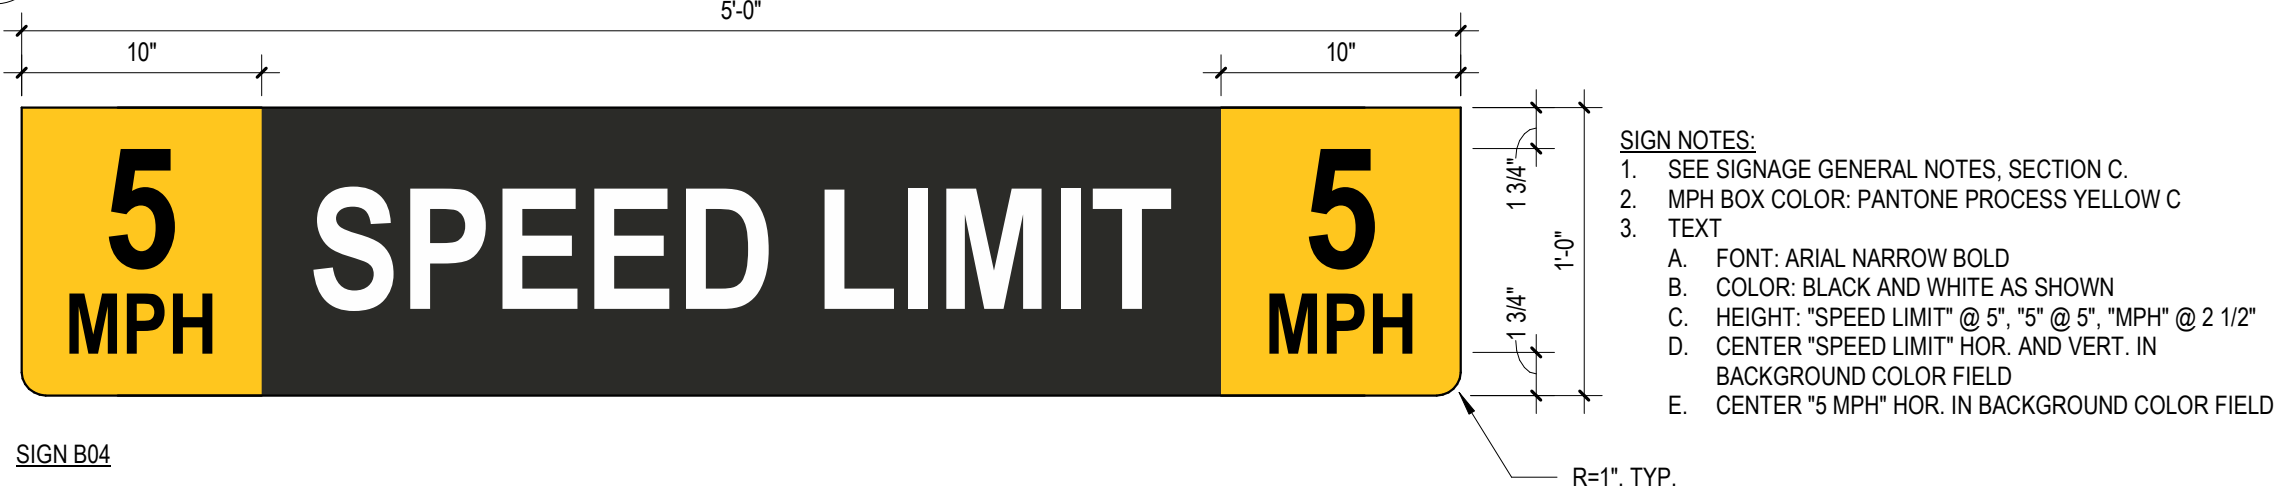 5'-0"
10"
10"
5
MPH
SPEED LIMIT
5
MPH
1 3/4"
1 3/4"
1'-0"
SIGN NOTES:
1. SEE SIGNAGE GENERAL NOTES, SECTION C.
2. MPH BOX COLOR: PANTONE PROCESS YELLOW C
3. TEXT
A. FONT: ARIAL NARROW BOLD
B. COLOR: BLACK AND WHITE AS SHOWN
C. HEIGHT: "SPEED LIMIT" @ 5", "5" @ 5", "MPH" @ 2 1/2"
D. CENTER "SPEED LIMIT" HOR. AND VERT. IN
BACKGROUND COLOR FIELD
E. CENTER "5 MPH" HOR. IN BACKGROUND COLOR FIELD
SIGN B04
R=1", TYP.